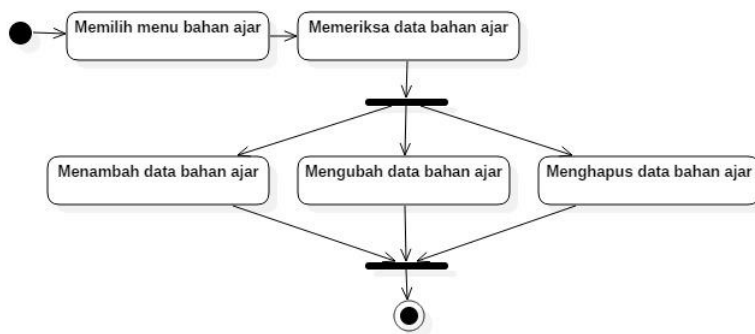 Memilih menu bahan ajar
Memeriksa data bahan ajar
Menambah data bahan ajar
Mengubah data bahan ajar
Menghapus data bahan ajar